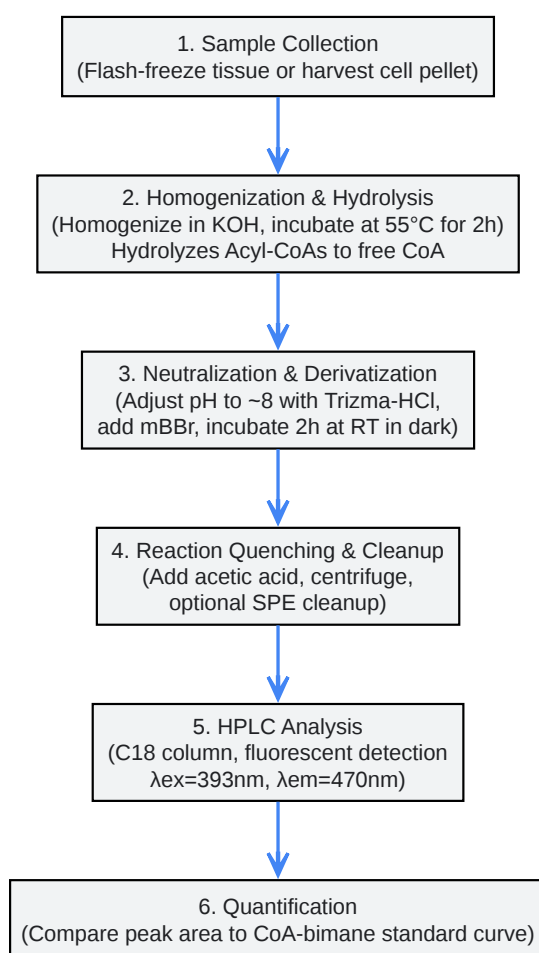 1. Sample Collection
(Flash-freeze tissue or harvest cell pellet)
2. Homogenization & Hydrolysis
(Homogenize in KOH, incubate at 55°C for 2h)
Hydrolyzes Acyl-CoAs to free CoA
3. Neutralization & Derivatization
(Adjust pH to ~8 with Trizma-HCl,
add mBBr, incubate 2h at RT in dark)
4. Reaction Quenching & Cleanup
(Add acetic acid, centrifuge,
optional SPE cleanup)
5. HPLC Analysis
(C18 column, fluorescent detection
λex=393nm, λem=470nm)
6. Quantification
(Compare peak area to CoA-bimane standard curve)